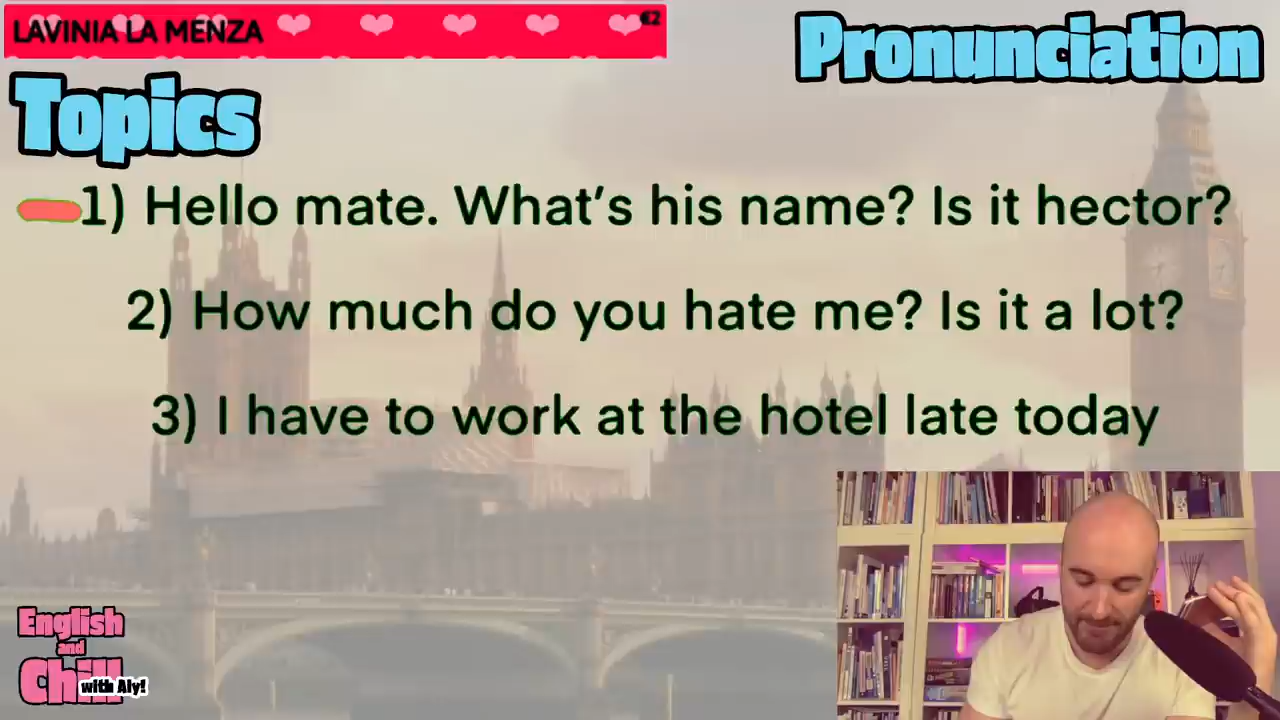 LAVINIA LA MENZA
€2
Pronunciation
Topics
1) Hello mate. What's his name? Is it hector?
2) How much do you hate me? Is it a lot?
3) I have to work at the hotel late today
English
and
Chill
with Aly!